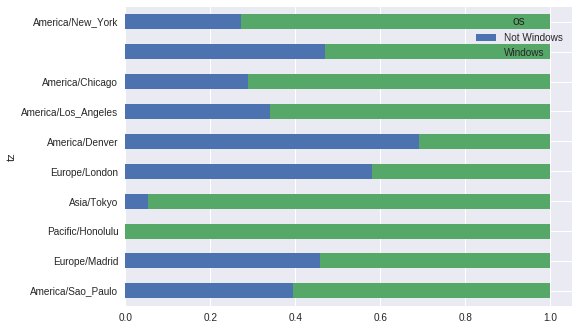 America/New_York
America/Chicago
America/Los_Angeles
America/Denver
Europe/London
Asia/Tokyo
Pacific/Honolulu
Europe/Madrid
America/Sao_Paulo
tz
os
Not Windows
Windows
0.0 0.2 0.4 0.6 0.8 1.0